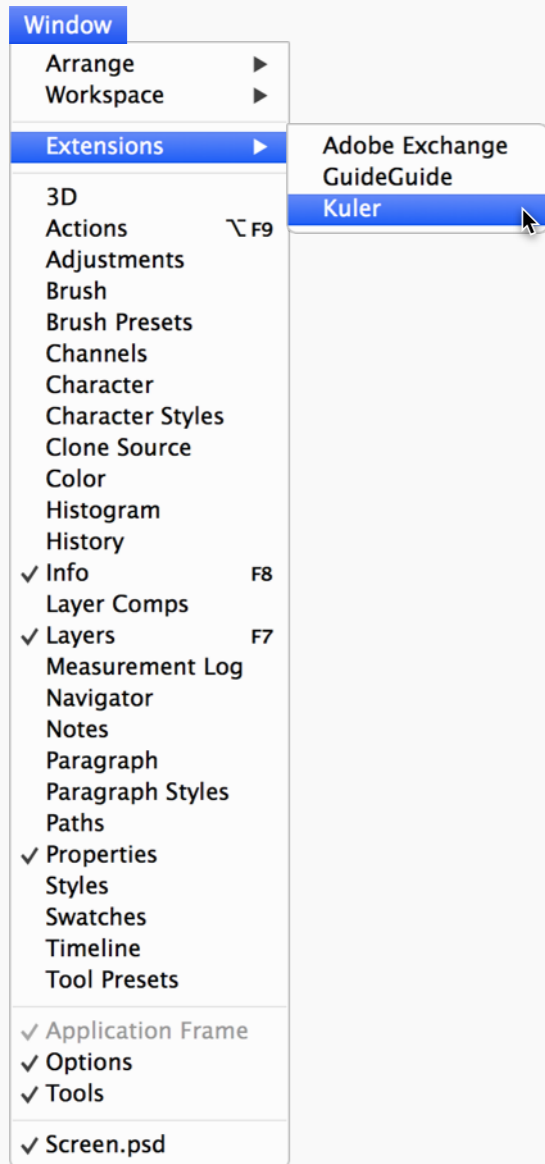 Window
Arrange ▶
Workspace ▶
Extensions ▶
Adobe Exchange
GuideGuide
Kuler
3D
Actions ⌥F9
Adjustments
Brush
Brush Presets
Channels
Character
Character Styles
Clone Source
Color
Histogram
History
✓ Info F8
Layer Comps
✓ Layers F7
Measurement Log
Navigator
Notes
Paragraph
Paragraph Styles
Paths
✓ Properties
Styles
Swatches
Timeline
Tool Presets
✓ Application Frame
✓ Options
✓ Tools
✓ Screen.psd